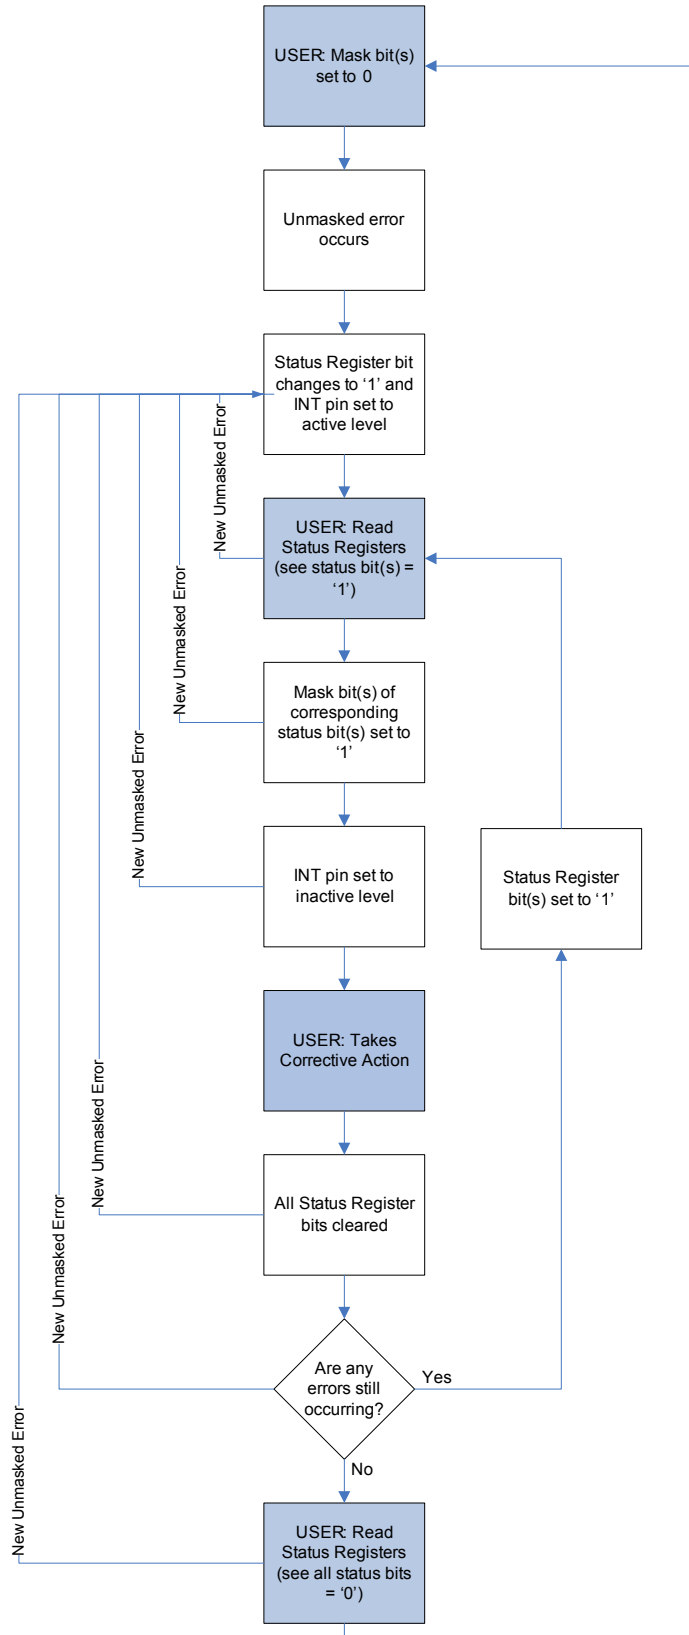 USER: Mask bit(s)
set to 0
Unmasked error
occurs
Status Register bit
changes to ‘1’ and
INT pin set to
active level
New Unmasked Error
USER: Read
Status Registers
(see status bit(s) =
‘1’)
New Unmasked Error
Mask bit(s) of
corresponding
status bit(s) set to
‘1’
New Unmasked Error
INT pin set to
inactive level
Status Register
bit(s) set to ‘1’
USER: Takes
Corrective Action
New Unmasked Error
All Status Register
bits cleared
New Unmasked Error
Are any
errors still
occurring?
Yes
No
New Unmasked Error
USER: Read
Status Registers
(see all status bits
= ‘0’)